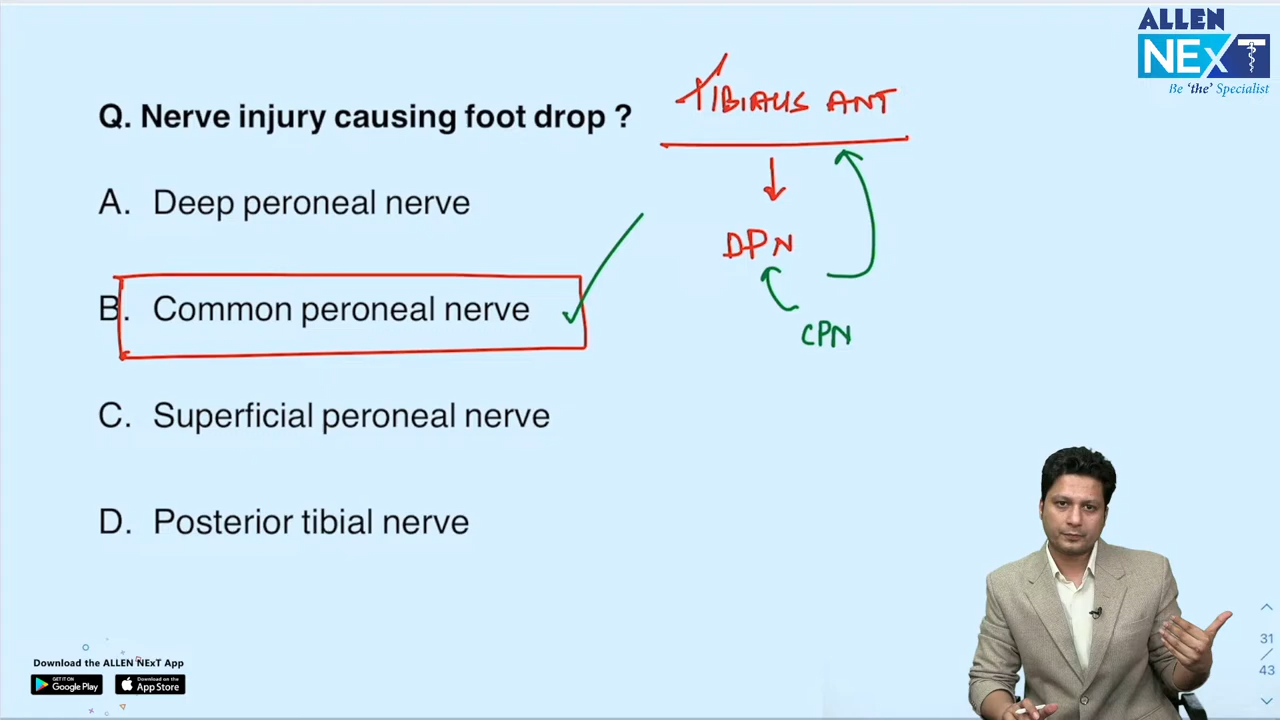 ALLEN
NExT
Be 'the' Specialist
TIBIALIS ANT
Q. Nerve injury causing foot drop ?
A. Deep peroneal nerve
DPN
B. Common peroneal nerve
CPN
C. Superficial peroneal nerve
D. Posterior tibial nerve
31
/
43
Download the ALLEN NExT App
GET IT ON
Google Play
Download on the
App Store